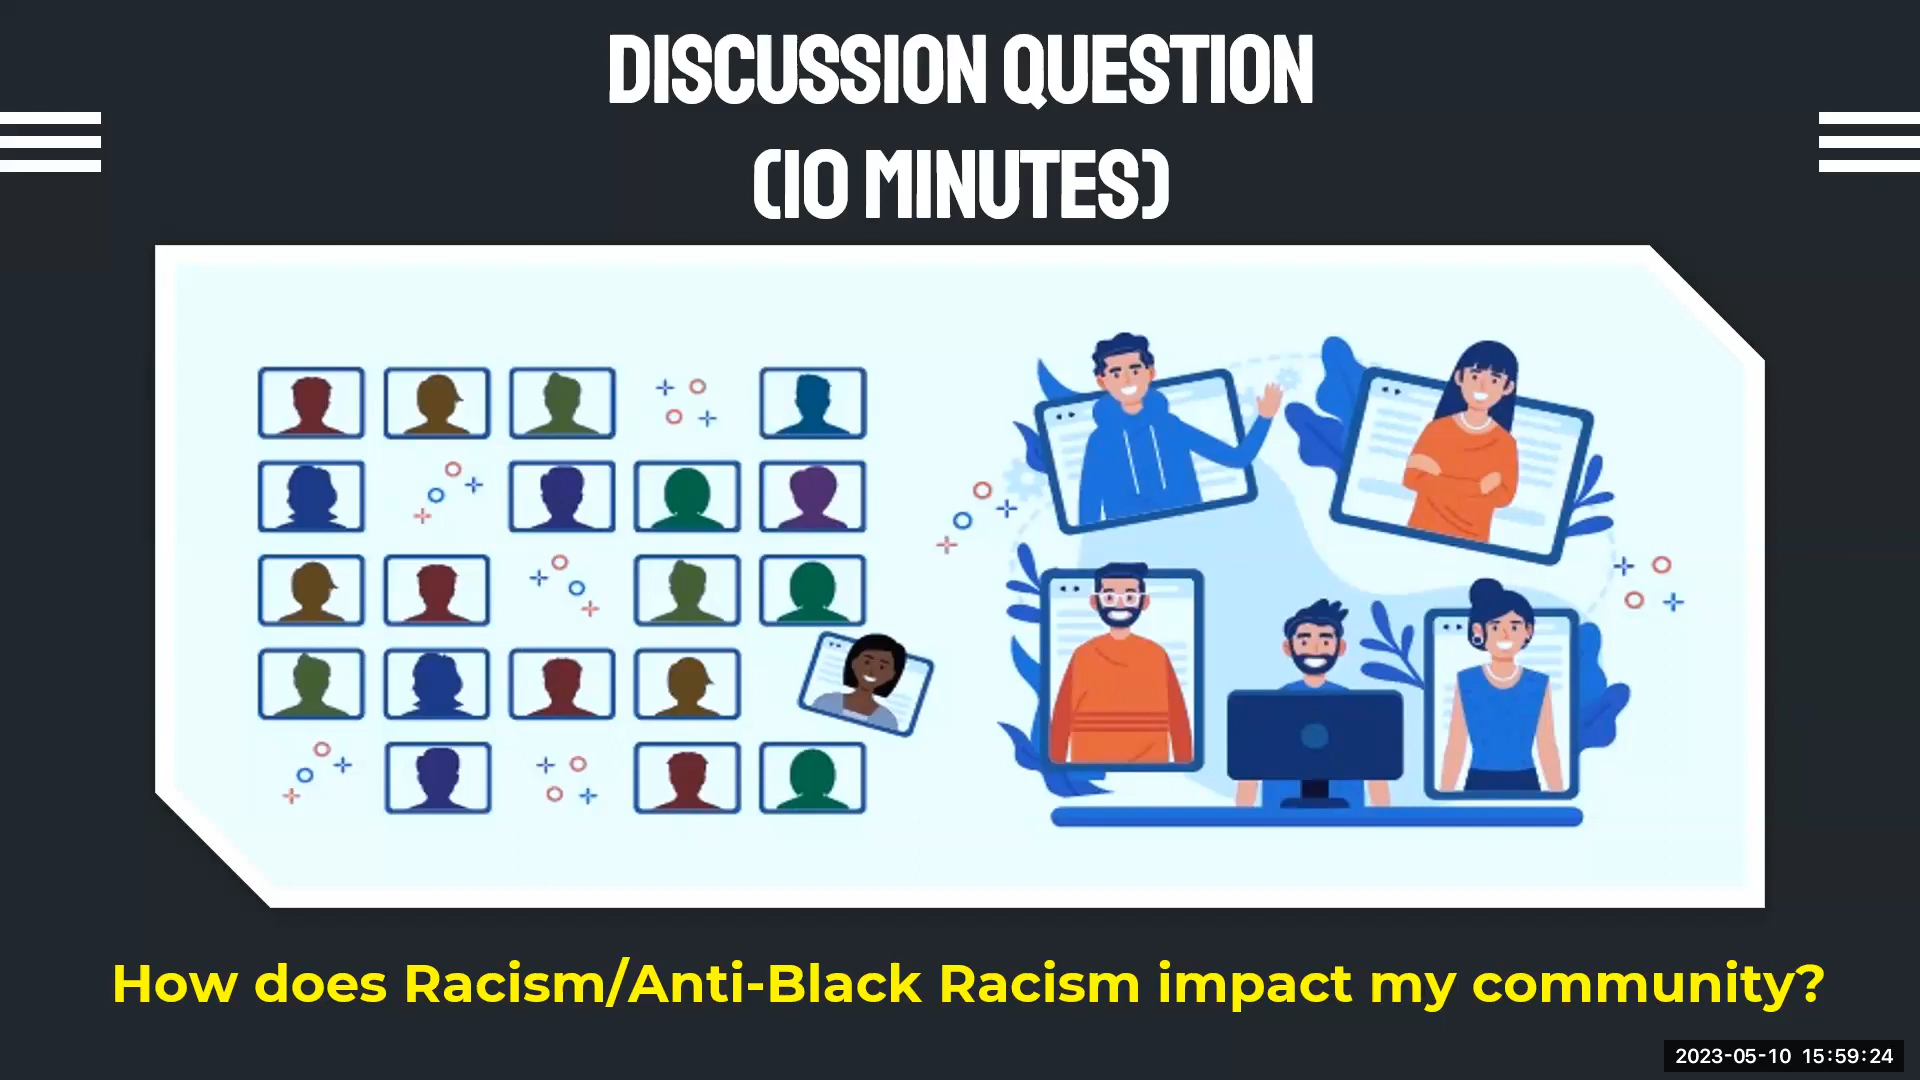 DISCUSSION QUESTION
(10 MINUTES)
How does Racism/Anti-Black Racism impact my community?
2023-05-10 15:59:24